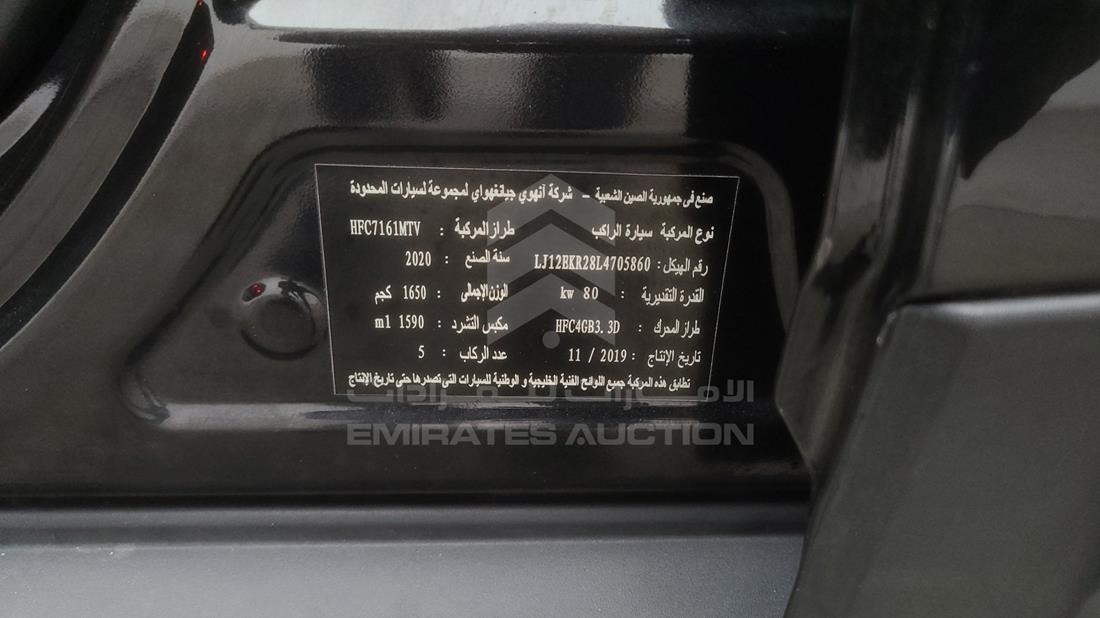 صنع فى جمهورية الصين الشعبية - شركة آنهوي جيانغهواي لمجموعة لسيارات المحدودة
نوع المركبة سيارة الراكب طراز المركبة : HFC7161MTV
رقم الهيكل: LJ12EKR28L4705860 سنة الصنع : 2020
القدرة التقديرية : 80 kw الوزن الإجمالى : 1650 كجم
طراز المحرك : HFC4GB3.3D مكبس التشرد : 1590 ml
تاريخ الإنتاج : 2019 / 11 عدد الركاب : 5
تطابق هذه المركبة جميع اللوائح الفنية الخليجية و الوطنية للسيارات التى تصدرها حتى تاريخ الإنتاج
الامارات للمزادات
EMIRATES AUCTION